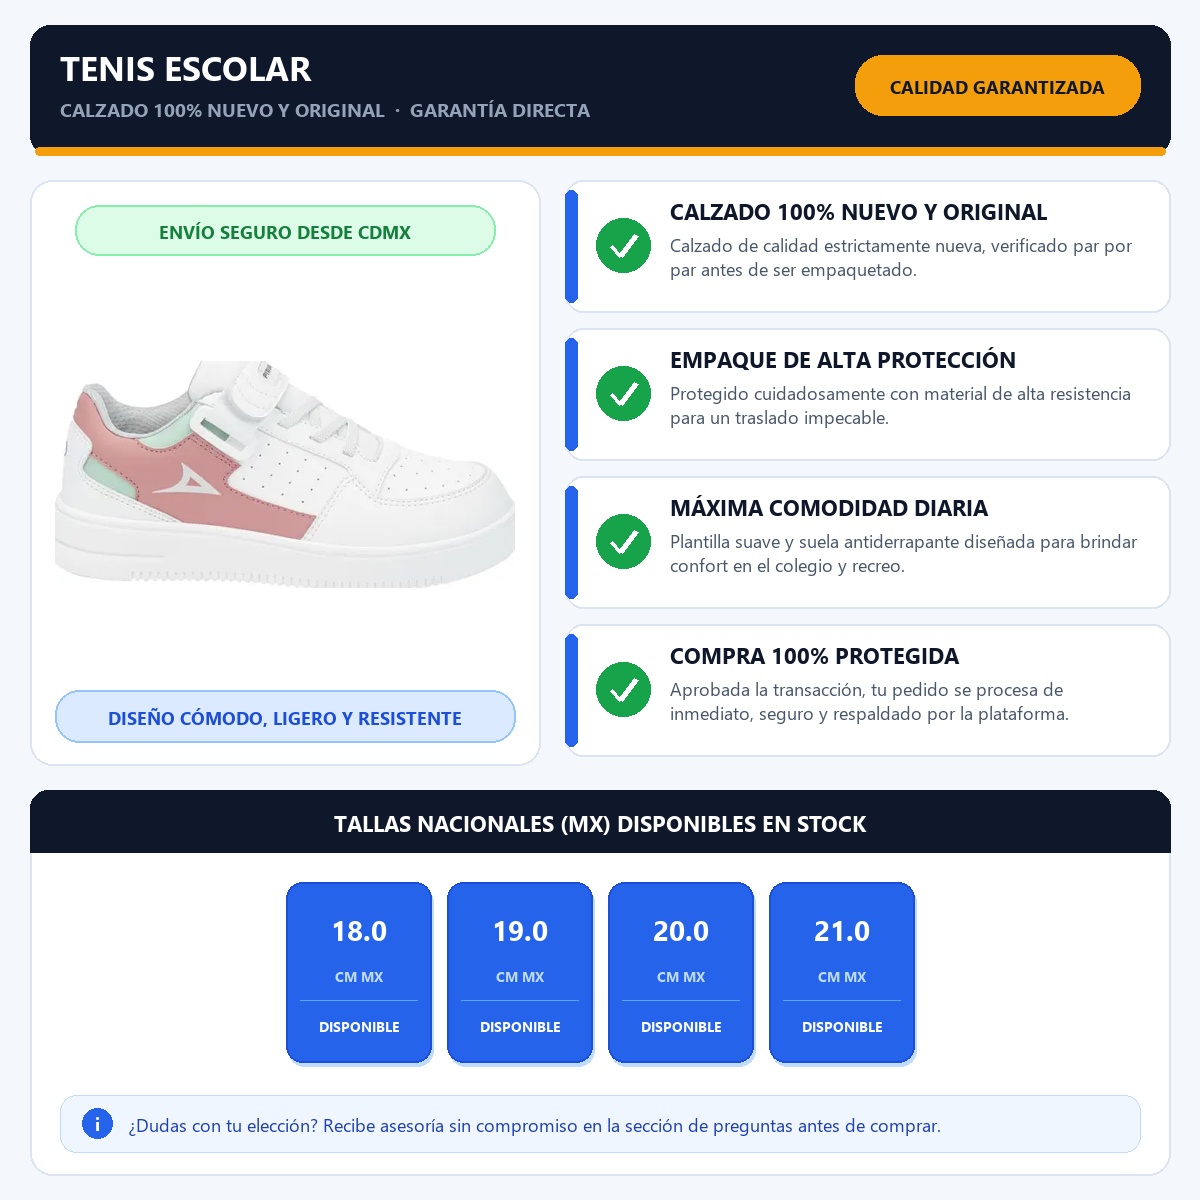 TENIS ESCOLAR
CALZADO 100% NUEVO Y ORIGINAL · GARANTÍA DIRECTA
CALIDAD GARANTIZADA
ENVÍO SEGURO DESDE CDMX
DISEÑO CÓMODO, LIGERO Y RESISTENTE
CALZADO 100% NUEVO Y ORIGINAL
Calzado de calidad estrictamente nueva, verificado par por
par antes de ser empaquetado.
EMPAQUE DE ALTA PROTECCIÓN
Protegido cuidadosamente con material de alta resistencia
para un traslado impecable.
MÁXIMA COMODIDAD DIARIA
Plantilla suave y suela antiderrapante diseñada para brindar
confort en el colegio y recreo.
COMPRA 100% PROTEGIDA
Aprobada la transacción, tu pedido se procesa de
inmediato, seguro y respaldado por la plataforma.
TALLAS NACIONALES (MX) DISPONIBLES EN STOCK
18.0
CM MX
DISPONIBLE
19.0
CM MX
DISPONIBLE
20.0
CM MX
DISPONIBLE
21.0
CM MX
DISPONIBLE
¿Dudas con tu elección? Recibe asesoría sin compromiso en la sección de preguntas antes de comprar.